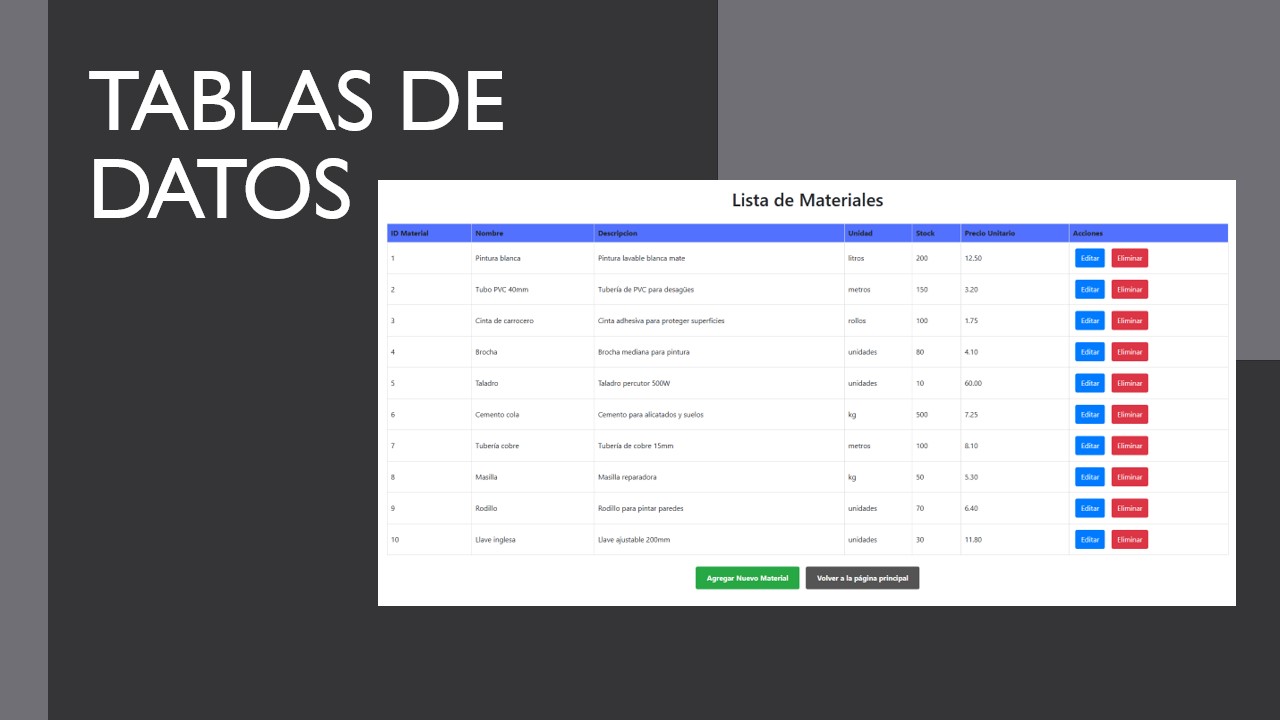 TABLAS DE
DATOS
Lista de Materiales
ID Material Nombre Descripcion Unidad Stock Precio Unitario Acciones
1 Pintura blanca Pintura lavable blanca mate litros 200 12.50 Editar Eliminar
2 Tubo PVC 40mm Tubería de PVC para desagües metros 150 3.20 Editar Eliminar
3 Cinta de carrocero Cinta adhesiva para proteger superficies rollos 100 1.75 Editar Eliminar
4 Brocha Brocha mediana para pintura unidades 80 4.10 Editar Eliminar
5 Taladro Taladro percutor 500W unidades 10 60.00 Editar Eliminar
6 Cemento cola Cemento para alicatados y suelos kg 500 7.25 Editar Eliminar
7 Tubería cobre Tubería de cobre 15mm metros 100 8.10 Editar Eliminar
8 Masilla Masilla reparadora kg 50 5.30 Editar Eliminar
9 Rodillo Rodillo para pintar paredes unidades 70 6.40 Editar Eliminar
10 Llave inglesa Llave ajustable 200mm unidades 30 11.80 Editar Eliminar
Agregar Nuevo Material Volver a la página principal